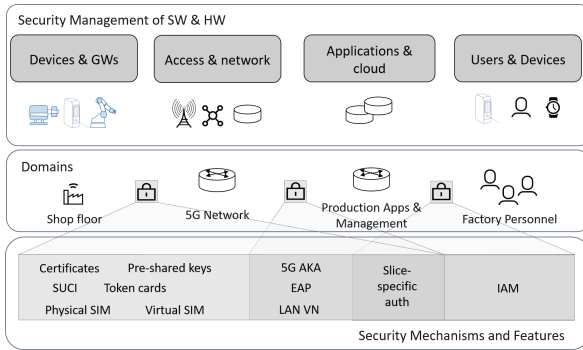 Security Management of SW & HW
Devices & GWs
Access & network
Applications &
cloud
Users & Devices
Domains
Shop floor
5G Network
Production Apps &
Management
Factory Personnel
Certificates Pre-shared keys
SUCI Token cards
Physical SIM Virtual SIM
5G AKA
EAP
LAN VN
Slice-
specific
auth
IAM
Security Mechanisms and Features